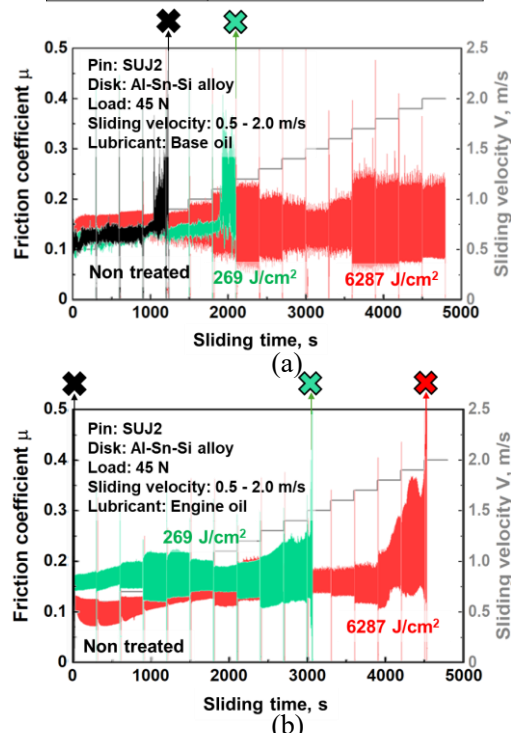 0.5
0.4
0.3
0.2
0.1
0
Friction coefficient μ
Pin: SUJ2
Disk: Al-Sn-Si alloy
Load: 45 N
Sliding velocity: 0.5 - 2.0 m/s
Lubricant: Base oil
Non treated
269 J/cm²
6287 J/cm²
2.5
2.0
1.5
1.0
0.5
0
Sliding velocity V, m/s
0 1000 2000 3000 4000 5000
Sliding time, s
(a)
0.5
0.4
0.3
0.2
0.1
0
Friction coefficient μ
Pin: SUJ2
Disk: Al-Sn-Si alloy
Load: 45 N
Sliding velocity: 0.5 - 2.0 m/s
Lubricant: Engine oil
269 J/cm²
Non treated
6287 J/cm²
2.5
2.0
1.5
1.0
0.5
0
Sliding velocity V, m/s
0 1000 2000 3000 4000 5000
Sliding time, s
(b)